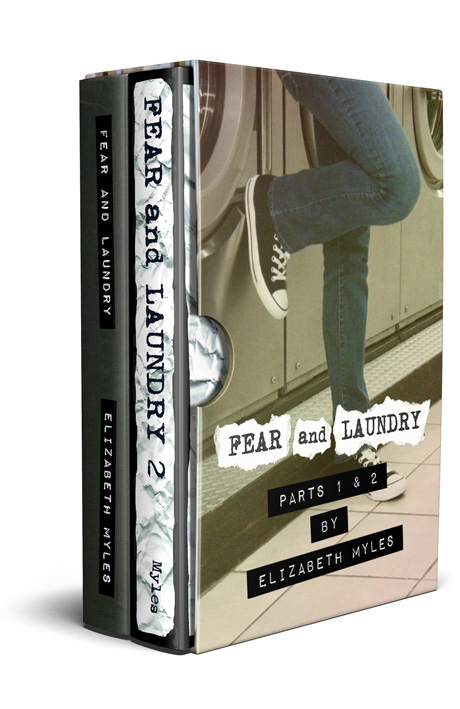 FEAR AND LAUNDRY
ELIZABETH MYLES
FEAR and LAUNDRY 2
Myles
FEAR and LAUNDRY
PARTS 1 & 2
BY
ELIZABETH MYLES